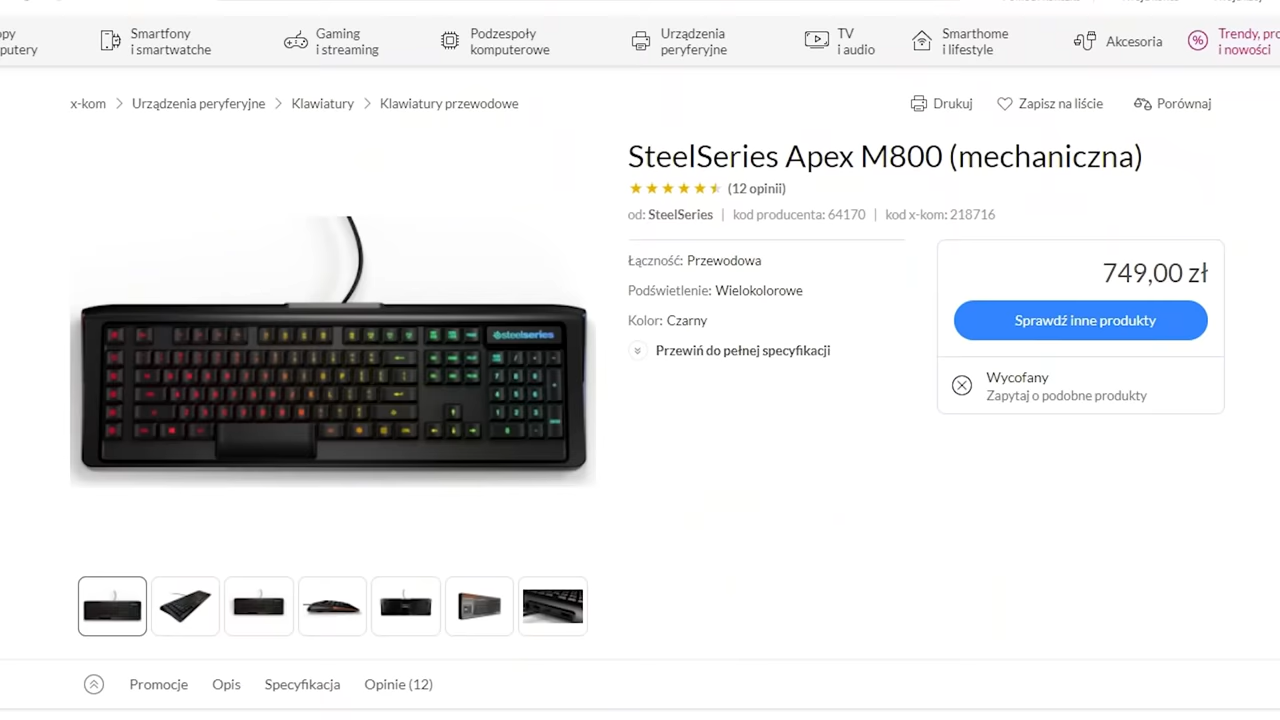 Smartfony
i smartwatche
Gaming
i streaming
Podzespoły
komputerowe
Urządzenia
peryferyjne
TV
i audio
Smarthome
i lifestyle
Akcesoria
%
Trendy,
i nowości
x-kom > Urządzenia peryferyjne > Klawiatury > Klawiatury przewodowe
Drukuj
Zapisz na liście
Porównaj
SteelSeries Apex M800 (mechaniczna)
(12 opinii)
od: SteelSeries | kod producenta: 64170 | kod x-kom: 218716
Łączność: Przewodowa
Podświetlenie: Wielokolorowe
Kolor: Czarny
Przewiń do pełnej specyfikacji
749,00 zł
Sprawdź inne produkty
Wycofany
Zapytaj o podobne produkty
steelseries
Promocje
Opis
Specyfikacja
Opinie (12)